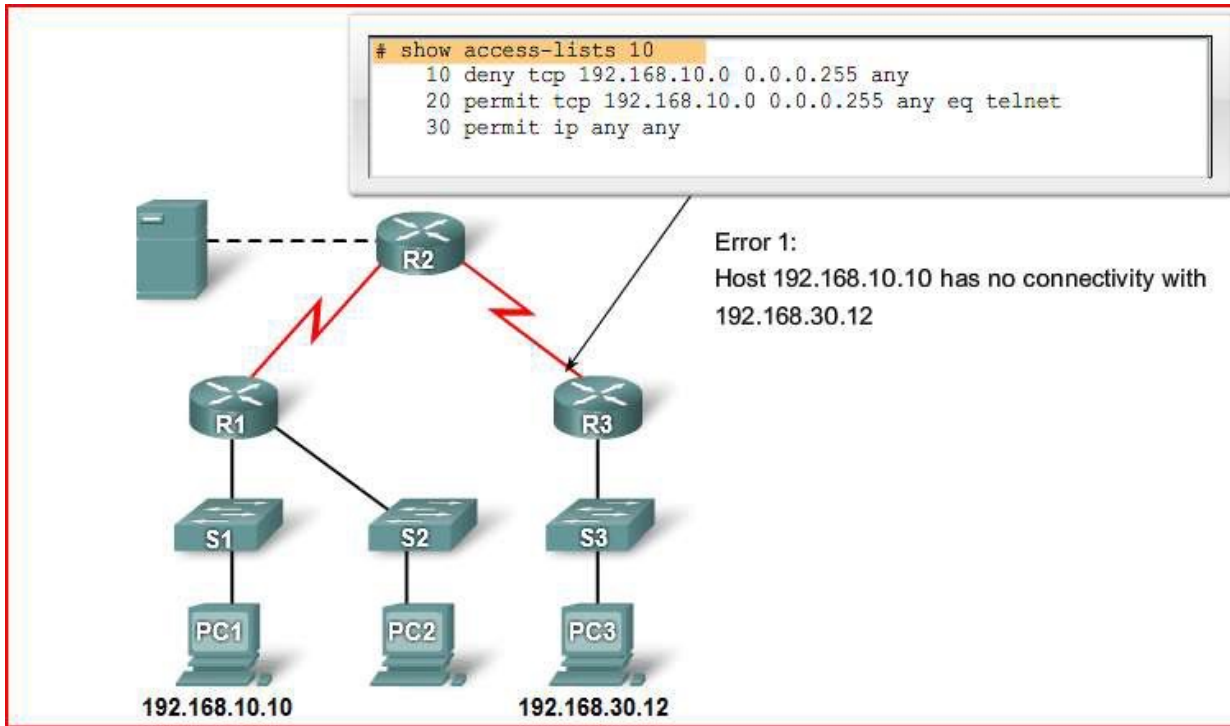 # show access-lists 10
10 deny tcp 192.168.10.0 0.0.0.255 any
20 permit tcp 192.168.10.0 0.0.0.255 any eq telnet
30 permit ip any any
Error 1:
Host 192.168.10.10 has no connectivity with
192.168.30.12
R2
R1
R3
S1
S2
S3
PC1
PC2
PC3
192.168.10.10
192.168.30.12